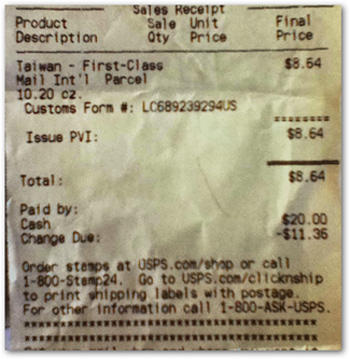 Sales Receipt
Product Sale Unit Final
Description Qty Price Price
Taiwan - First-Class $8.64
Mail Int'l Parcel
10.20 oz.
Customs Form #: LC689239294US
========
Issue PVI: $8.64
Total: $8.64
Paid by:
Cash $20.00
Change Due: -$11.36
Order stamps at USPS.com/shop or call
1-800-Stamp24. Go to USPS.com/clicknship
to print shipping labels with postage.
For other information call 1-800-ASK-USPS.
****************************************
****************************************